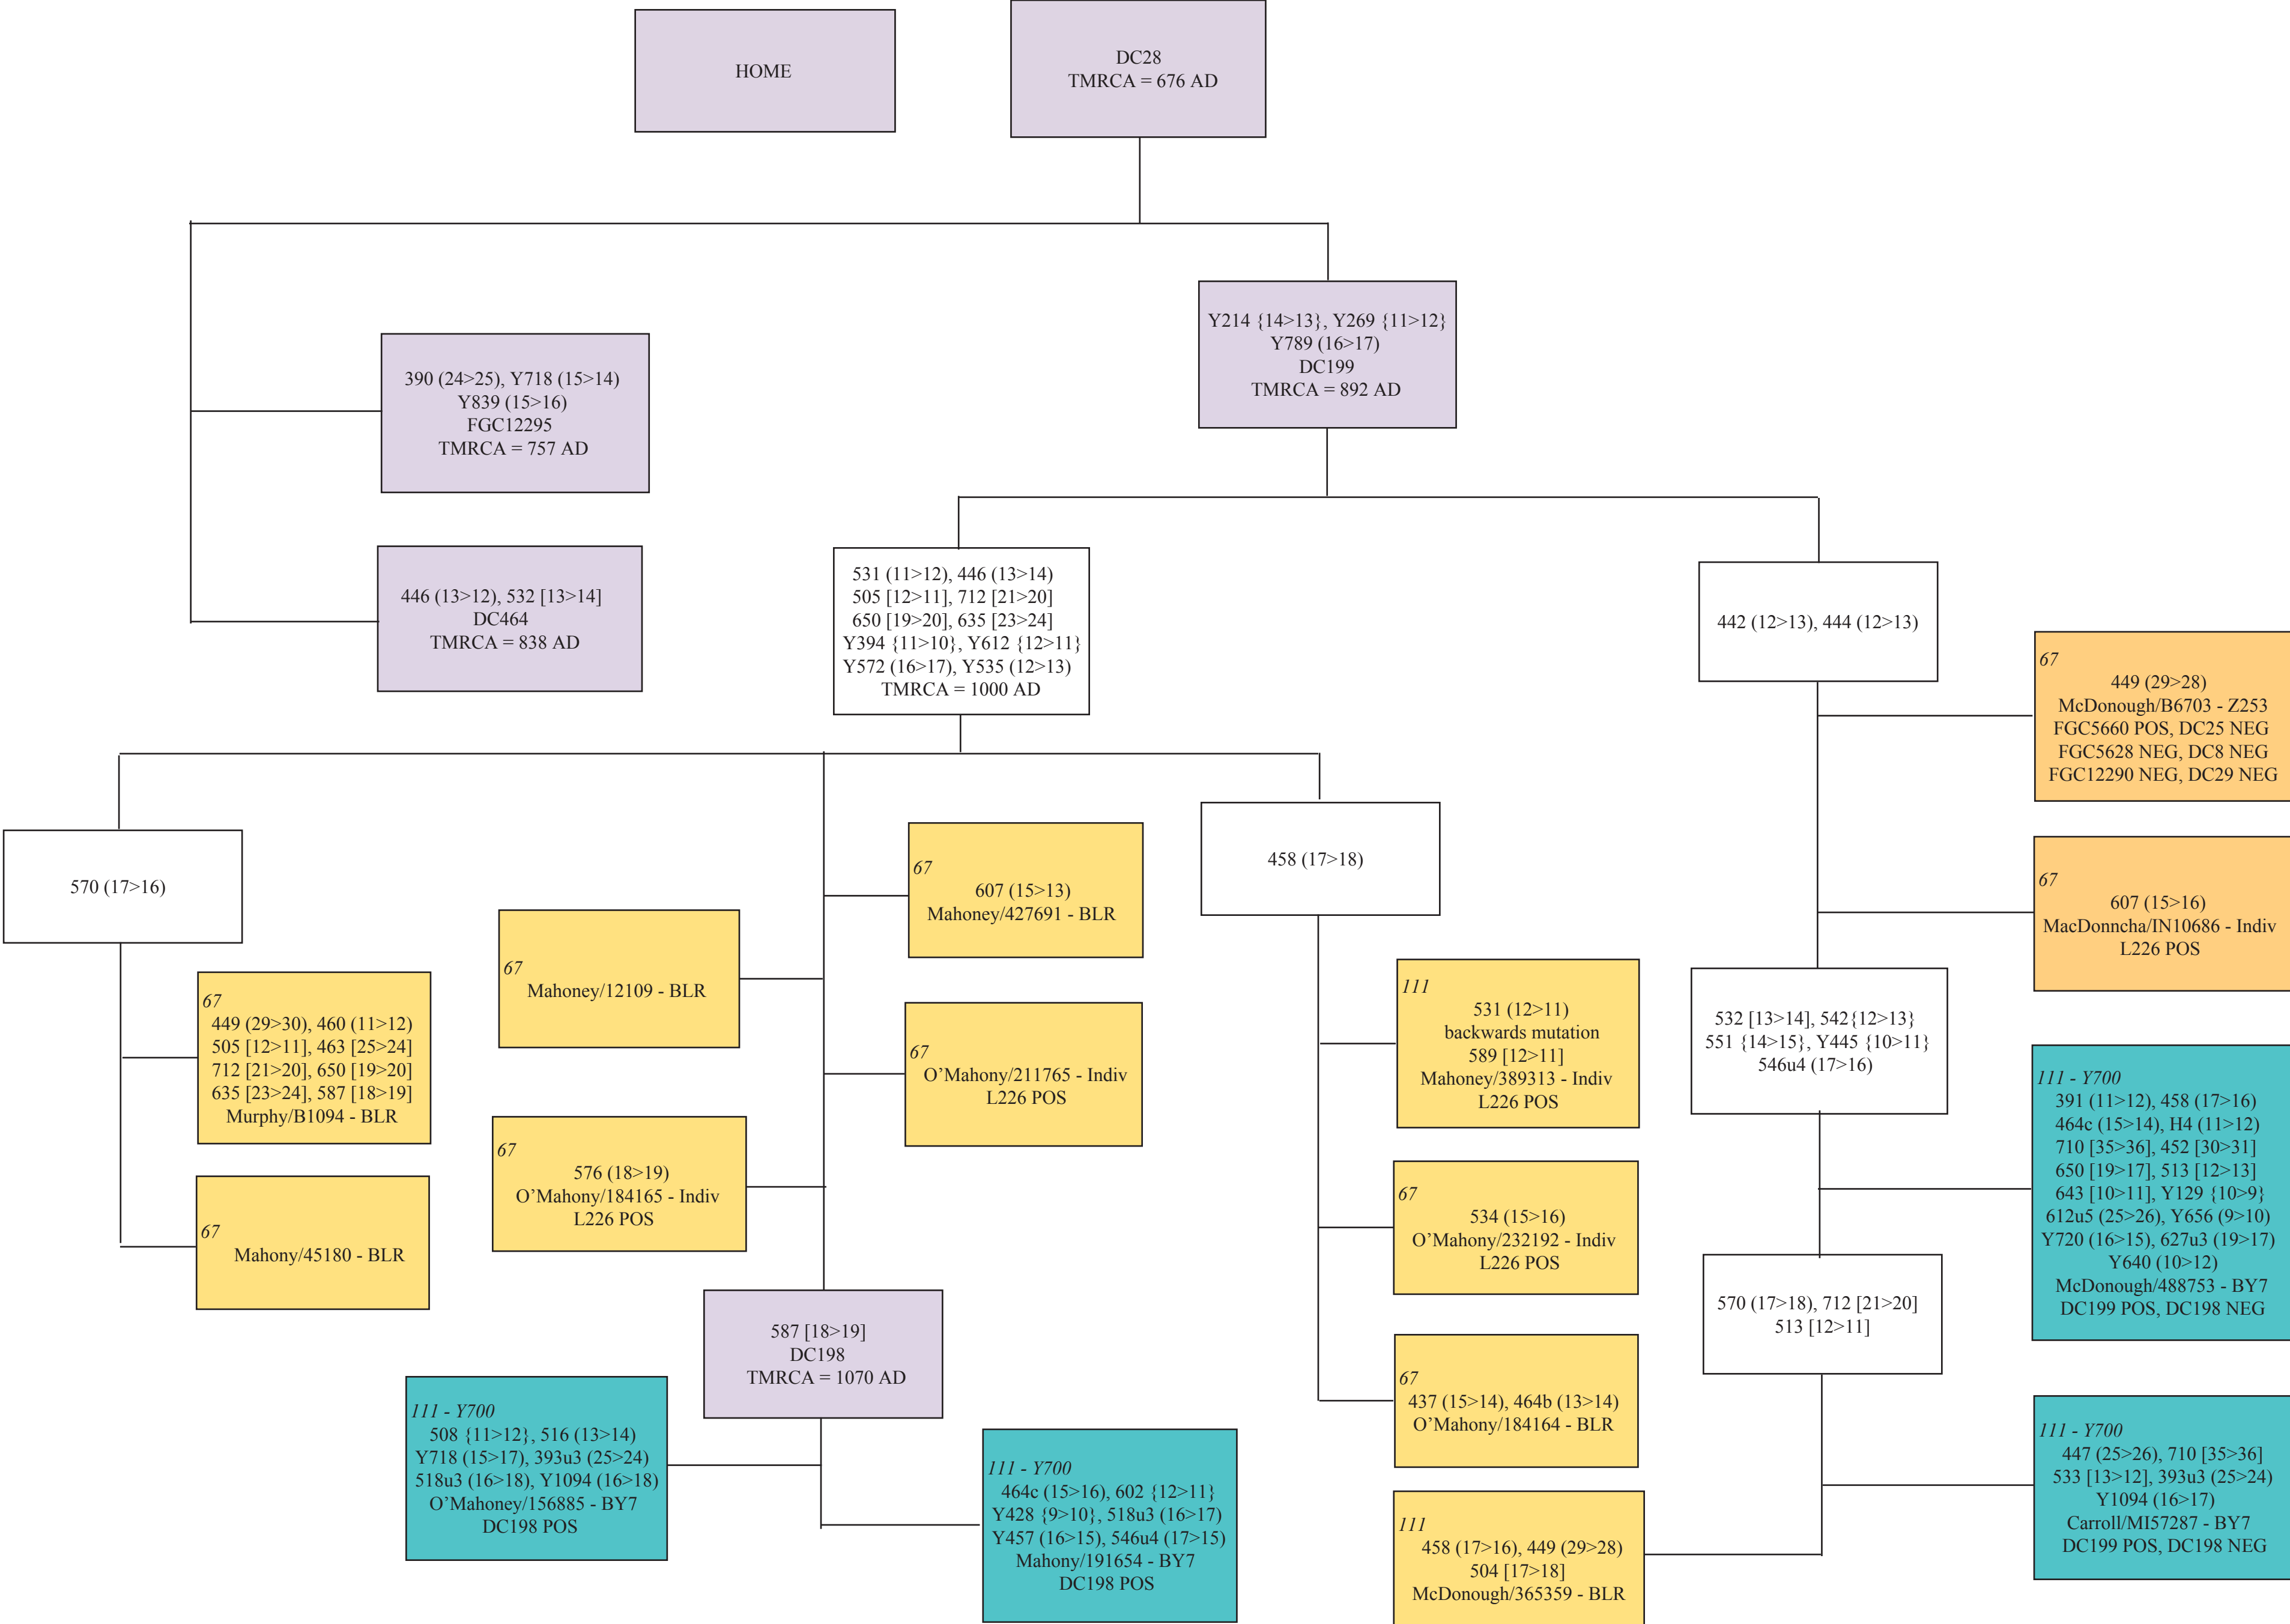 HOME
DC28
TMRCA = 676 AD
Y214 {14>13}, Y269 {11>12}
Y789 (16>17)
DC199
TMRCA = 892 AD
390 (24>25), Y718 (15>14)
Y839 (15>16)
FGC12295
TMRCA = 757 AD
446 (13>12), 532 [13>14]
DC464
TMRCA = 838 AD
531 (11>12), 446 (13>14)
505 [12>11], 712 [21>20]
650 [19>20], 635 [23>24]
Y394 {11>10}, Y612 {12>11}
Y572 (16>17), Y535 (12>13)
TMRCA = 1000 AD
442 (12>13), 444 (12>13)
67
449 (29>28)
McDonough/B6703 - Z253
FGC5660 POS, DC25 NEG
FGC5628 NEG, DC8 NEG
FGC12290 NEG, DC29 NEG
570 (17>16)
67
607 (15>13)
Mahoney/427691 - BLR
458 (17>18)
67
607 (15>16)
MacDonncha/IN10686 - Indiv
L226 POS
67
Mahoney/12109 - BLR
67
449 (29>30), 460 (11>12)
505 [12>11], 463 [25>24]
712 [21>20], 650 [19>20]
635 [23>24], 587 [18>19]
Murphy/B1094 - BLR
67
O’Mahony/211765 - Indiv
L226 POS
111
531 (12>11)
backwards mutation
589 [12>11]
Mahoney/389313 - Indiv
L226 POS
532 [13>14], 542{12>13}
551 {14>15}, Y445 {10>11}
546u4 (17>16)
111 - Y700
391 (11>12), 458 (17>16)
464c (15>14), H4 (11>12)
710 [35>36], 452 [30>31]
650 [19>17], 513 [12>13]
643 [10>11], Y129 {10>9}
612u5 (25>26), Y656 (9>10)
Y720 (16>15), 627u3 (19>17)
Y640 (10>12)
McDonough/488753 - BY7
DC199 POS, DC198 NEG
67
576 (18>19)
O’Mahony/184165 - Indiv
L226 POS
67
Mahony/45180 - BLR
67
534 (15>16)
O’Mahony/232192 - Indiv
L226 POS
570 (17>18), 712 [21>20]
513 [12>11]
587 [18>19]
DC198
TMRCA = 1070 AD
67
437 (15>14), 464b (13>14)
O’Mahony/184164 - BLR
111 - Y700
508 {11>12}, 516 (13>14)
Y718 (15>17), 393u3 (25>24)
518u3 (16>18), Y1094 (16>18)
O’Mahoney/156885 - BY7
DC198 POS
111 - Y700
464c (15>16), 602 {12>11}
Y428 {9>10}, 518u3 (16>17)
Y457 (16>15), 546u4 (17>15)
Mahony/191654 - BY7
DC198 POS
111
458 (17>16), 449 (29>28)
504 [17>18]
McDonough/365359 - BLR
111 - Y700
447 (25>26), 710 [35>36]
533 [13>12], 393u3 (25>24)
Y1094 (16>17)
Carroll/MI57287 - BY7
DC199 POS, DC198 NEG